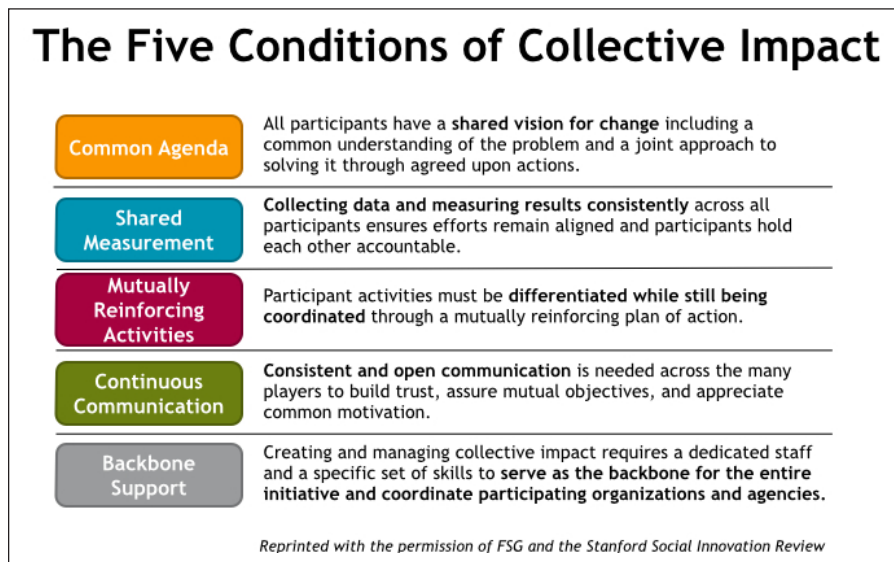 The Five Conditions of Collective Impact
Common Agenda
All participants have a shared vision for change including a
common understanding of the problem and a joint approach to
solving it through agreed upon actions.
Shared
Measurement
Collecting data and measuring results consistently across all
participants ensures efforts remain aligned and participants hold
each other accountable.
Mutually
Reinforcing
Activities
Participant activities must be differentiated while still being
coordinated through a mutually reinforcing plan of action.
Continuous
Communication
Consistent and open communication is needed across the many
players to build trust, assure mutual objectives, and appreciate
common motivation.
Backbone
Support
Creating and managing collective impact requires a dedicated staff
and a specific set of skills to serve as the backbone for the entire
initiative and coordinate participating organizations and agencies.
Reprinted with the permission of FSG and the Stanford Social Innovation Review